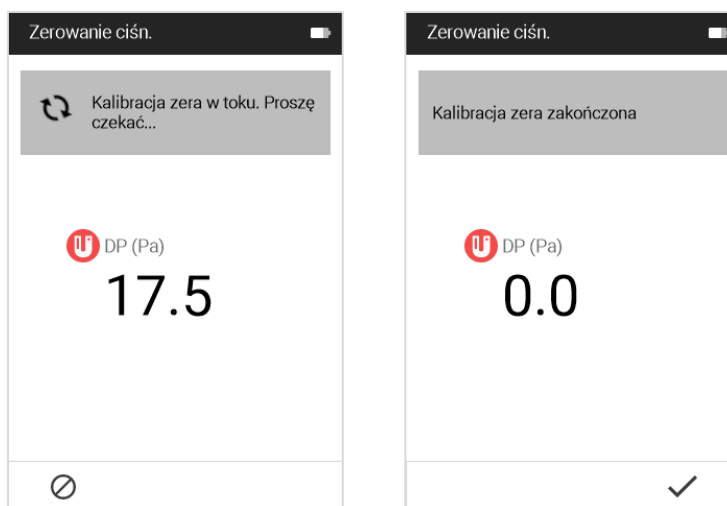 Zerowanie ciśn.
Kalibracja zera w toku. Proszę
czekać...
DP (Pa)
17.5
Zerowanie ciśn.
Kalibracja zera zakończona
DP (Pa)
0.0